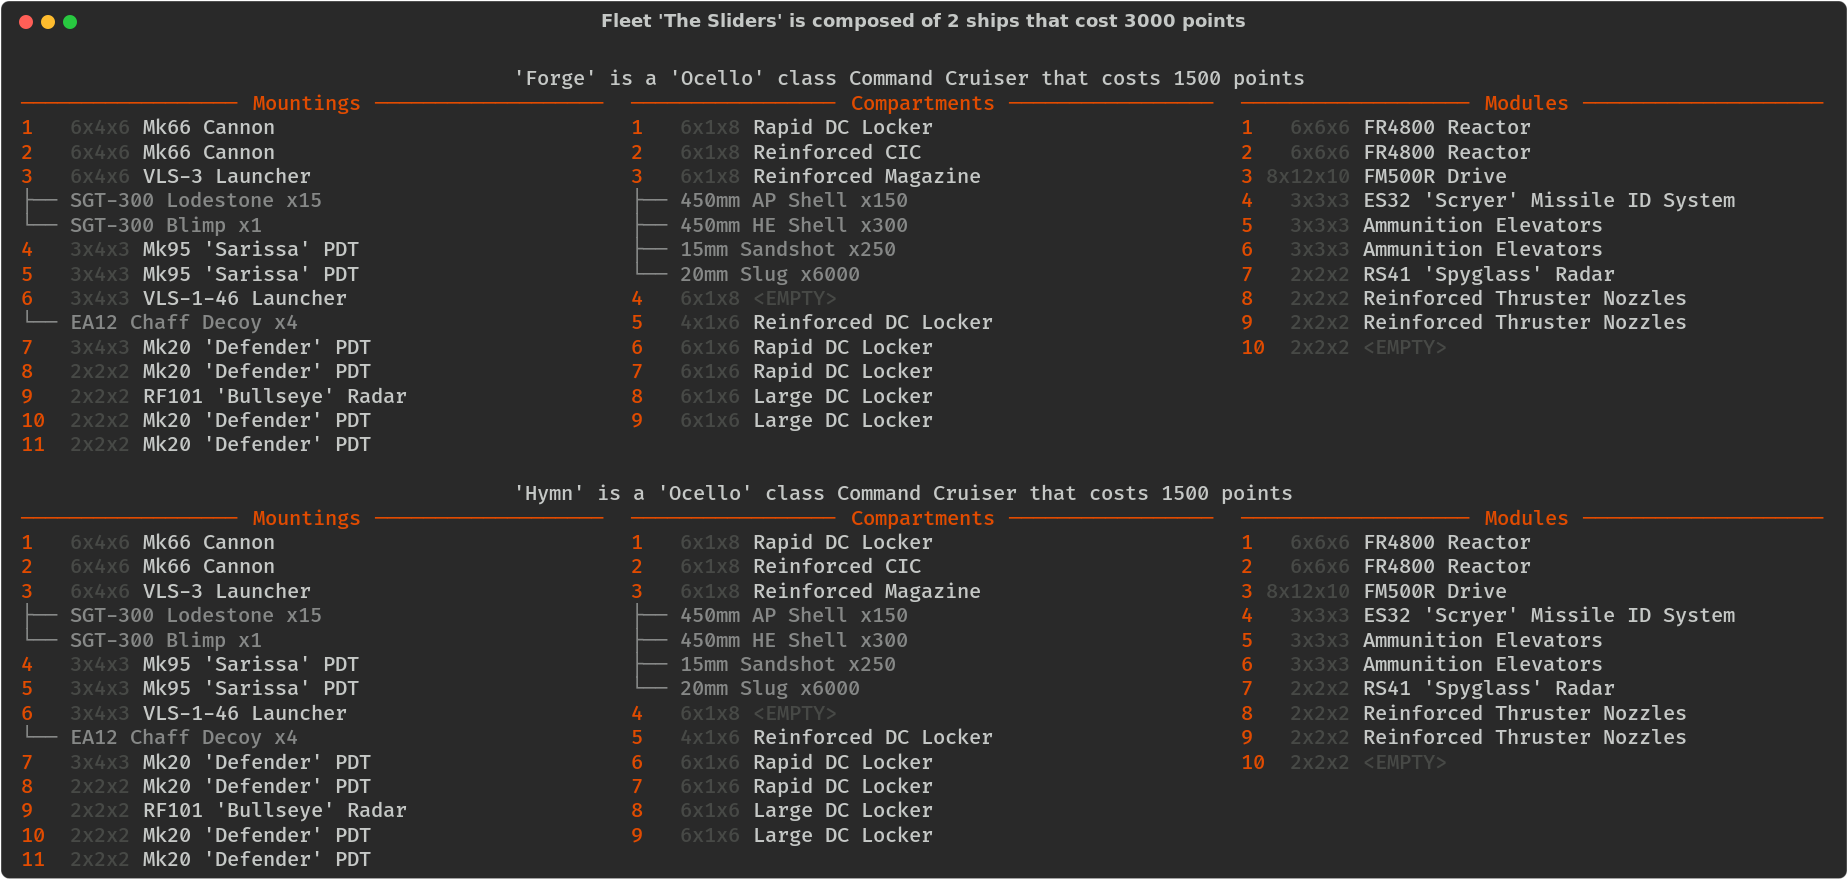 Fleet 'The Sliders' is composed of 2 ships that cost 3000 points
'Forge' is a 'Ocello' class Command Cruiser that costs 1500 points
Mountings
1 6x4x6 Mk66 Cannon
2 6x4x6 Mk66 Cannon
3 6x4x6 VLS-3 Launcher
SGT-300 Lodestone x15
SGT-300 Blimp x1
4 3x4x3 Mk95 'Sarissa' PDT
5 3x4x3 Mk95 'Sarissa' PDT
6 3x4x3 VLS-1-46 Launcher
EA12 Chaff Decoy x4
7 3x4x3 Mk20 'Defender' PDT
8 2x2x2 Mk20 'Defender' PDT
9 2x2x2 RF101 'Bullseye' Radar
10 2x2x2 Mk20 'Defender' PDT
11 2x2x2 Mk20 'Defender' PDT
Compartments
1 6x1x8 Rapid DC Locker
2 6x1x8 Reinforced CIC
3 6x1x8 Reinforced Magazine
450mm AP Shell x150
450mm HE Shell x300
15mm Sandshot x250
20mm Slug x6000
4 6x1x8 <EMPTY>
5 4x1x6 Reinforced DC Locker
6 6x1x6 Rapid DC Locker
7 6x1x6 Rapid DC Locker
8 6x1x6 Large DC Locker
9 6x1x6 Large DC Locker
Modules
1 6x6x6 FR4800 Reactor
2 6x6x6 FR4800 Reactor
3 8x12x10 FM500R Drive
4 3x3x3 ES32 'Scryer' Missile ID System
5 3x3x3 Ammunition Elevators
6 3x3x3 Ammunition Elevators
7 2x2x2 RS41 'Spyglass' Radar
8 2x2x2 Reinforced Thruster Nozzles
9 2x2x2 Reinforced Thruster Nozzles
10 2x2x2 <EMPTY>
'Hymn' is a 'Ocello' class Command Cruiser that costs 1500 points
Mountings
1 6x4x6 Mk66 Cannon
2 6x4x6 Mk66 Cannon
3 6x4x6 VLS-3 Launcher
SGT-300 Lodestone x15
SGT-300 Blimp x1
4 3x4x3 Mk95 'Sarissa' PDT
5 3x4x3 Mk95 'Sarissa' PDT
6 3x4x3 VLS-1-46 Launcher
EA12 Chaff Decoy x4
7 3x4x3 Mk20 'Defender' PDT
8 2x2x2 Mk20 'Defender' PDT
9 2x2x2 RF101 'Bullseye' Radar
10 2x2x2 Mk20 'Defender' PDT
11 2x2x2 Mk20 'Defender' PDT
Compartments
1 6x1x8 Rapid DC Locker
2 6x1x8 Reinforced CIC
3 6x1x8 Reinforced Magazine
450mm AP Shell x150
450mm HE Shell x300
15mm Sandshot x250
20mm Slug x6000
4 6x1x8 <EMPTY>
5 4x1x6 Reinforced DC Locker
6 6x1x6 Rapid DC Locker
7 6x1x6 Rapid DC Locker
8 6x1x6 Large DC Locker
9 6x1x6 Large DC Locker
Modules
1 6x6x6 FR4800 Reactor
2 6x6x6 FR4800 Reactor
3 8x12x10 FM500R Drive
4 3x3x3 ES32 'Scryer' Missile ID System
5 3x3x3 Ammunition Elevators
6 3x3x3 Ammunition Elevators
7 2x2x2 RS41 'Spyglass' Radar
8 2x2x2 Reinforced Thruster Nozzles
9 2x2x2 Reinforced Thruster Nozzles
10 2x2x2 <EMPTY>